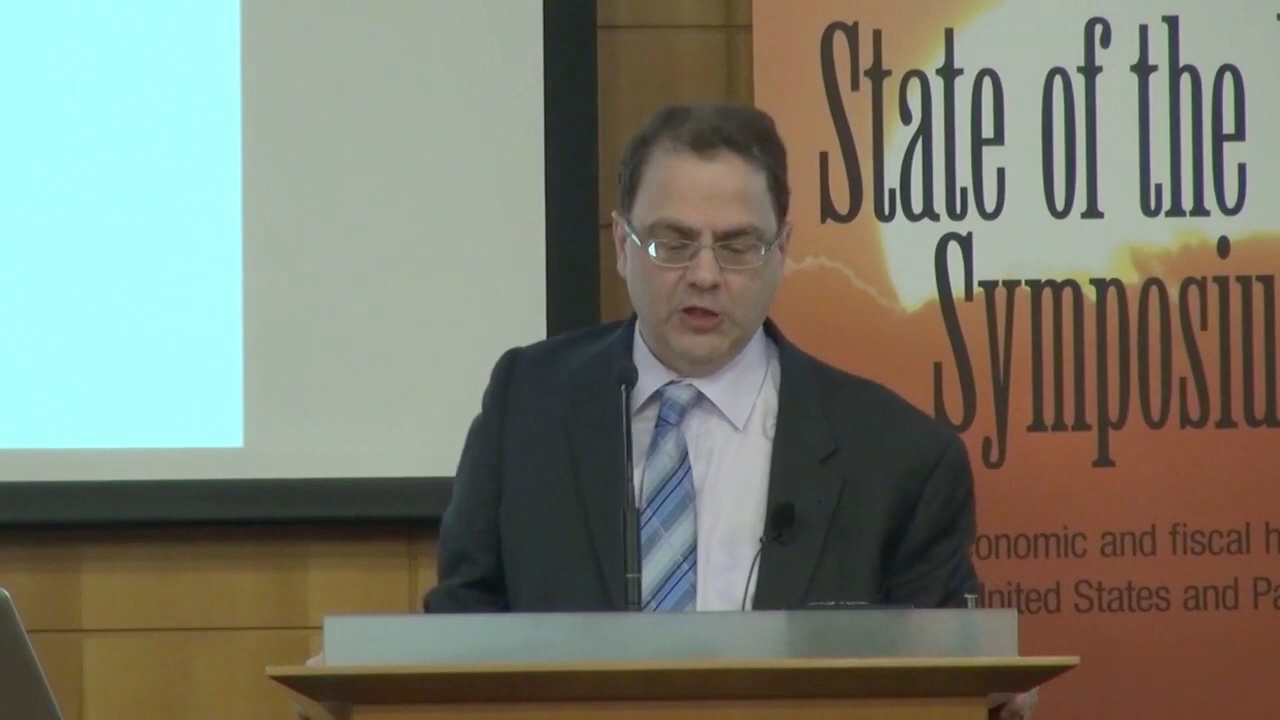 State of the
Symposiu
onomic and fiscal h
nited States and Pa